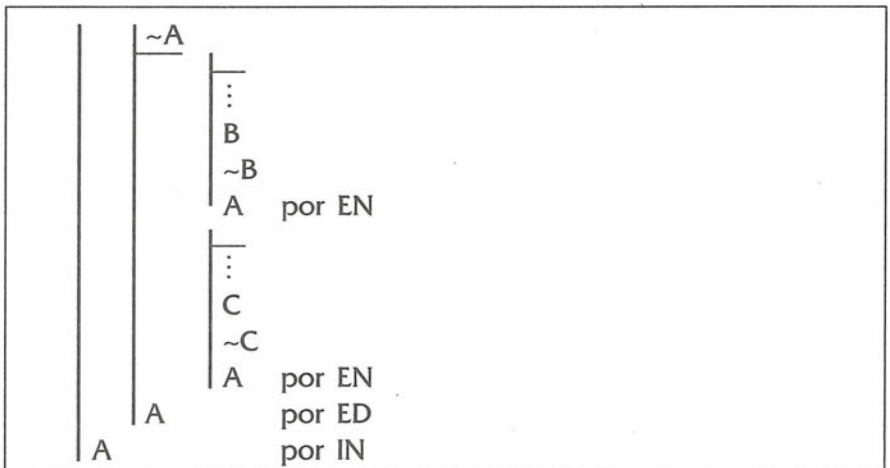 ~A
⋮
B
~B
A por EN
⋮
C
~C
A por EN
A por ED
A por IN